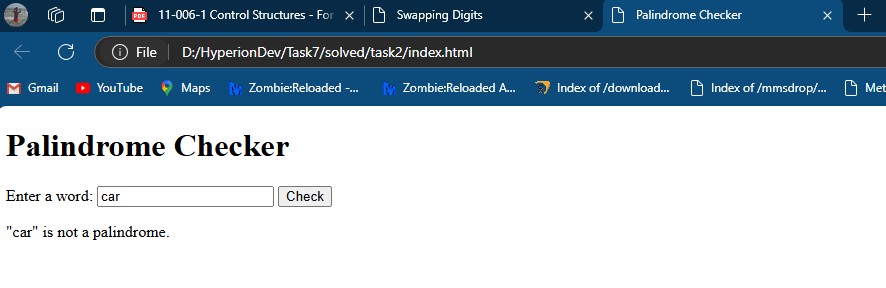 11-006-1 Control Structures - For
Swapping Digits
Palindrome Checker
File
D:/HyperionDev/Task7/solved/task2/index.html
Gmail
YouTube
Maps
Zombie:Reloaded -...
Zombie:Reloaded A...
Index of /download...
Index of /mmsdrop/...
Met
Palindrome Checker
Enter a word: car Check
"car" is not a palindrome.